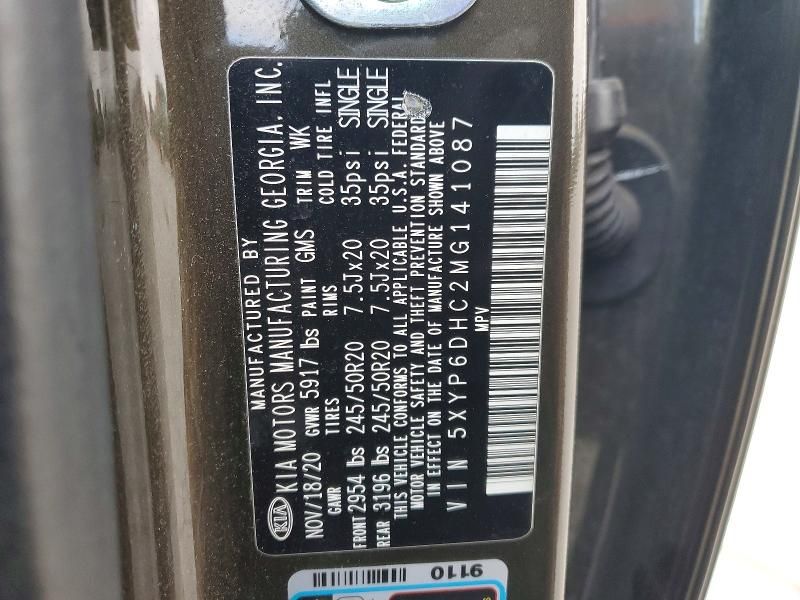 MANUFACTURED BY
KIA KIA MOTORS MANUFACTURING GEORGIA, INC.
NOV/18/20 GVWR 5917 lbs PAINT GMS TRIM WK
GAWR TIRES RIMS COLD TIRE INFL
FRONT 2954 lbs 245/50R20 7.5Jx20 35psi SINGLE
REAR 3196 lbs 245/50R20 7.5Jx20 35psi SINGLE
THIS VEHICLE CONFORMS TO ALL APPLICABLE U.S.A. FEDERAL
MOTOR VEHICLE SAFETY AND THEFT PREVENTION STANDARD
IN EFFECT ON THE DATE OF MANUFACTURE SHOWN ABOVE
VIN 5XYP6DHC2MG141087
MPV
9110